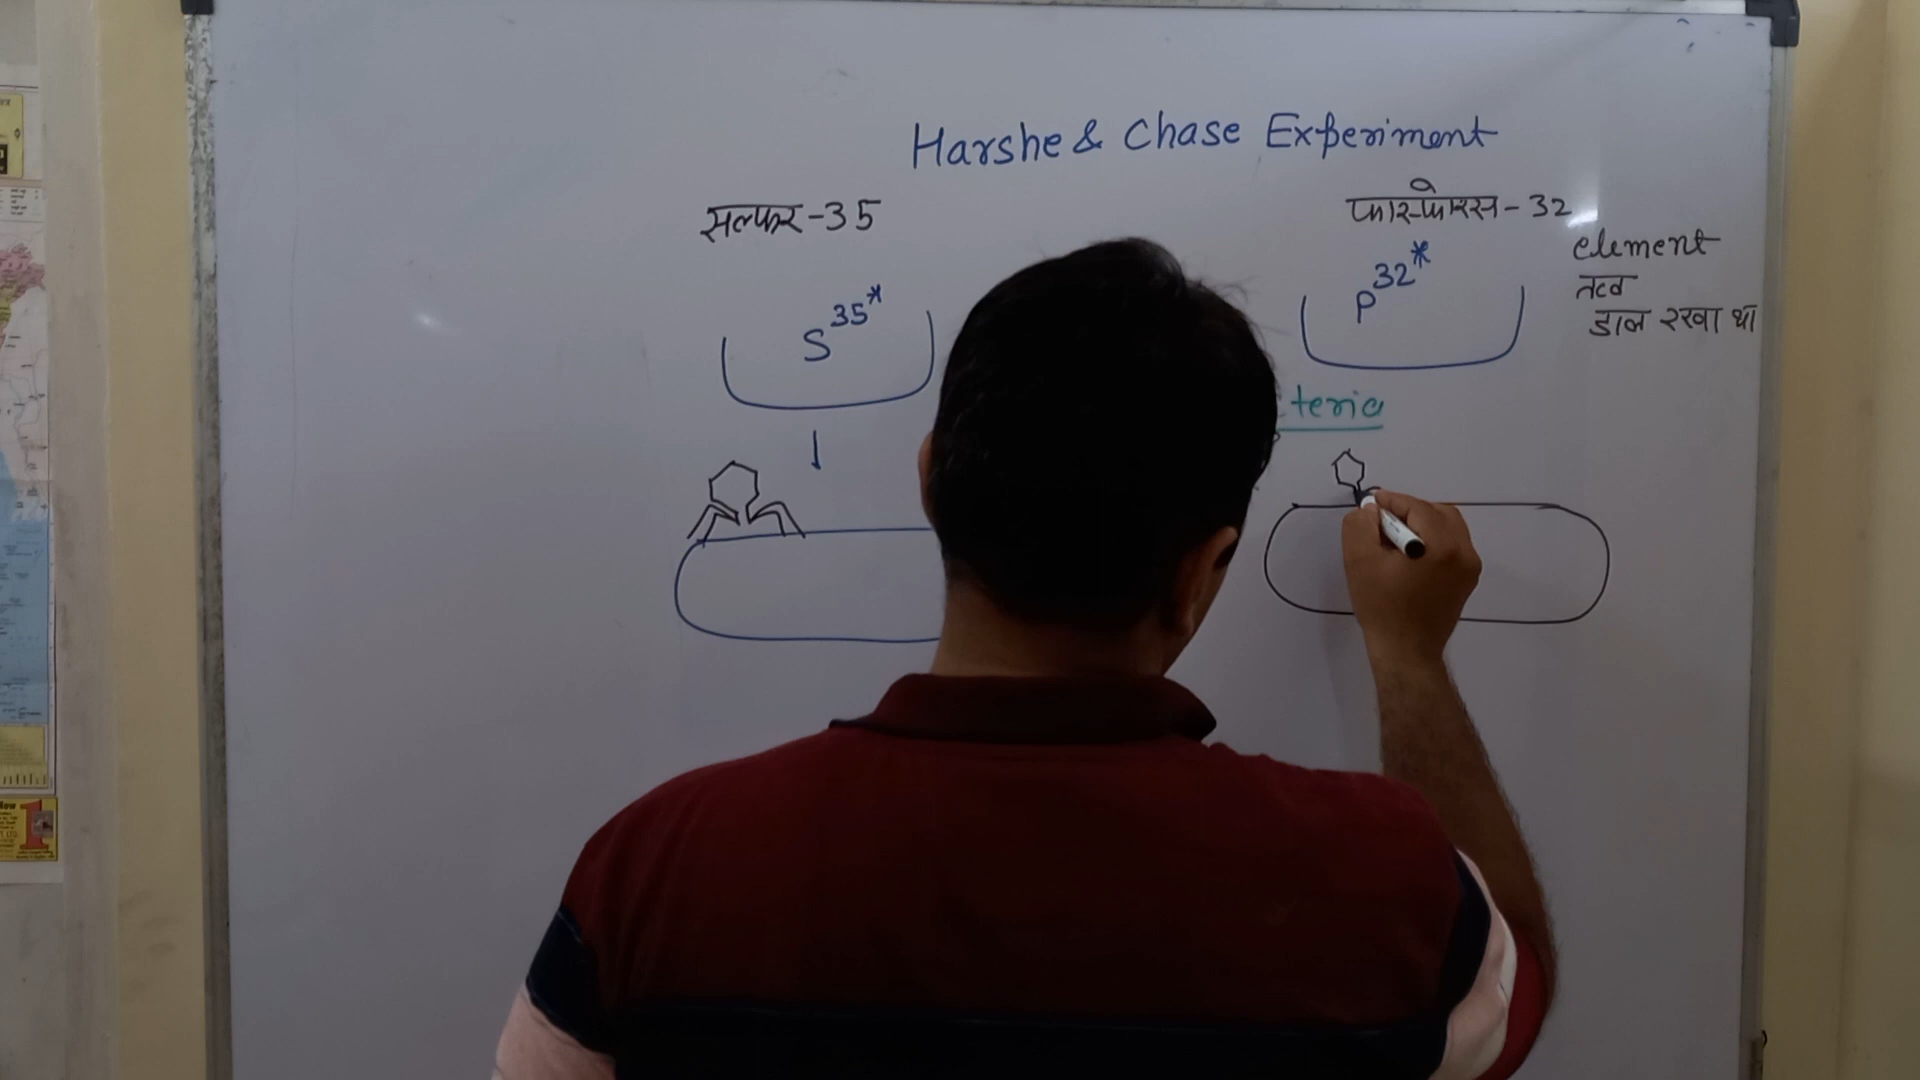 Harshe & Chase Experiment
सल्फर-35
फास्फोरस-32
element
तत्व
डाल रखा था
S35*
P32*
teria